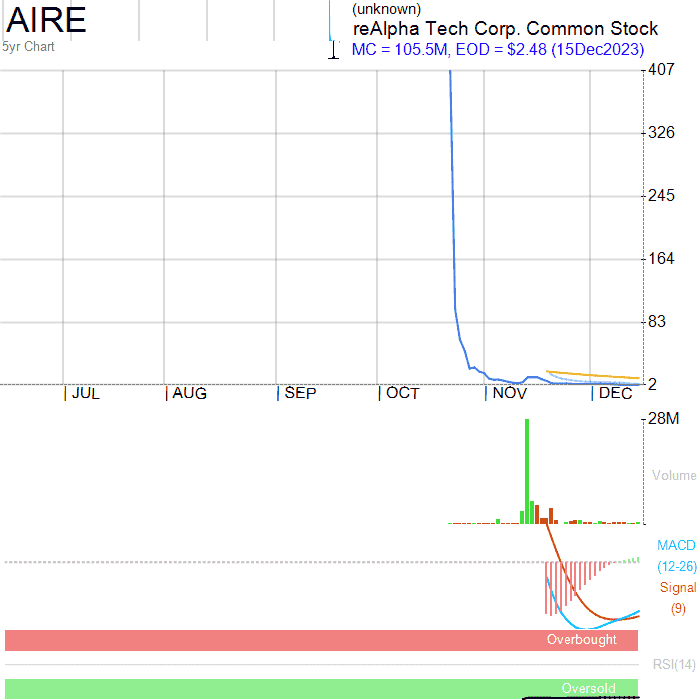 AIRE
(unknown)
reAlpha Tech Corp. Common Stock
5yr Chart
MC = 105.5M, EOD = $2.48 (15Dec2023)
407
326
245
164
83
2
JUL AUG SEP OCT NOV DEC
28M
Volume
MACD
(12-26)
Signal
(9)
Overbought
RSI(14)
Oversold